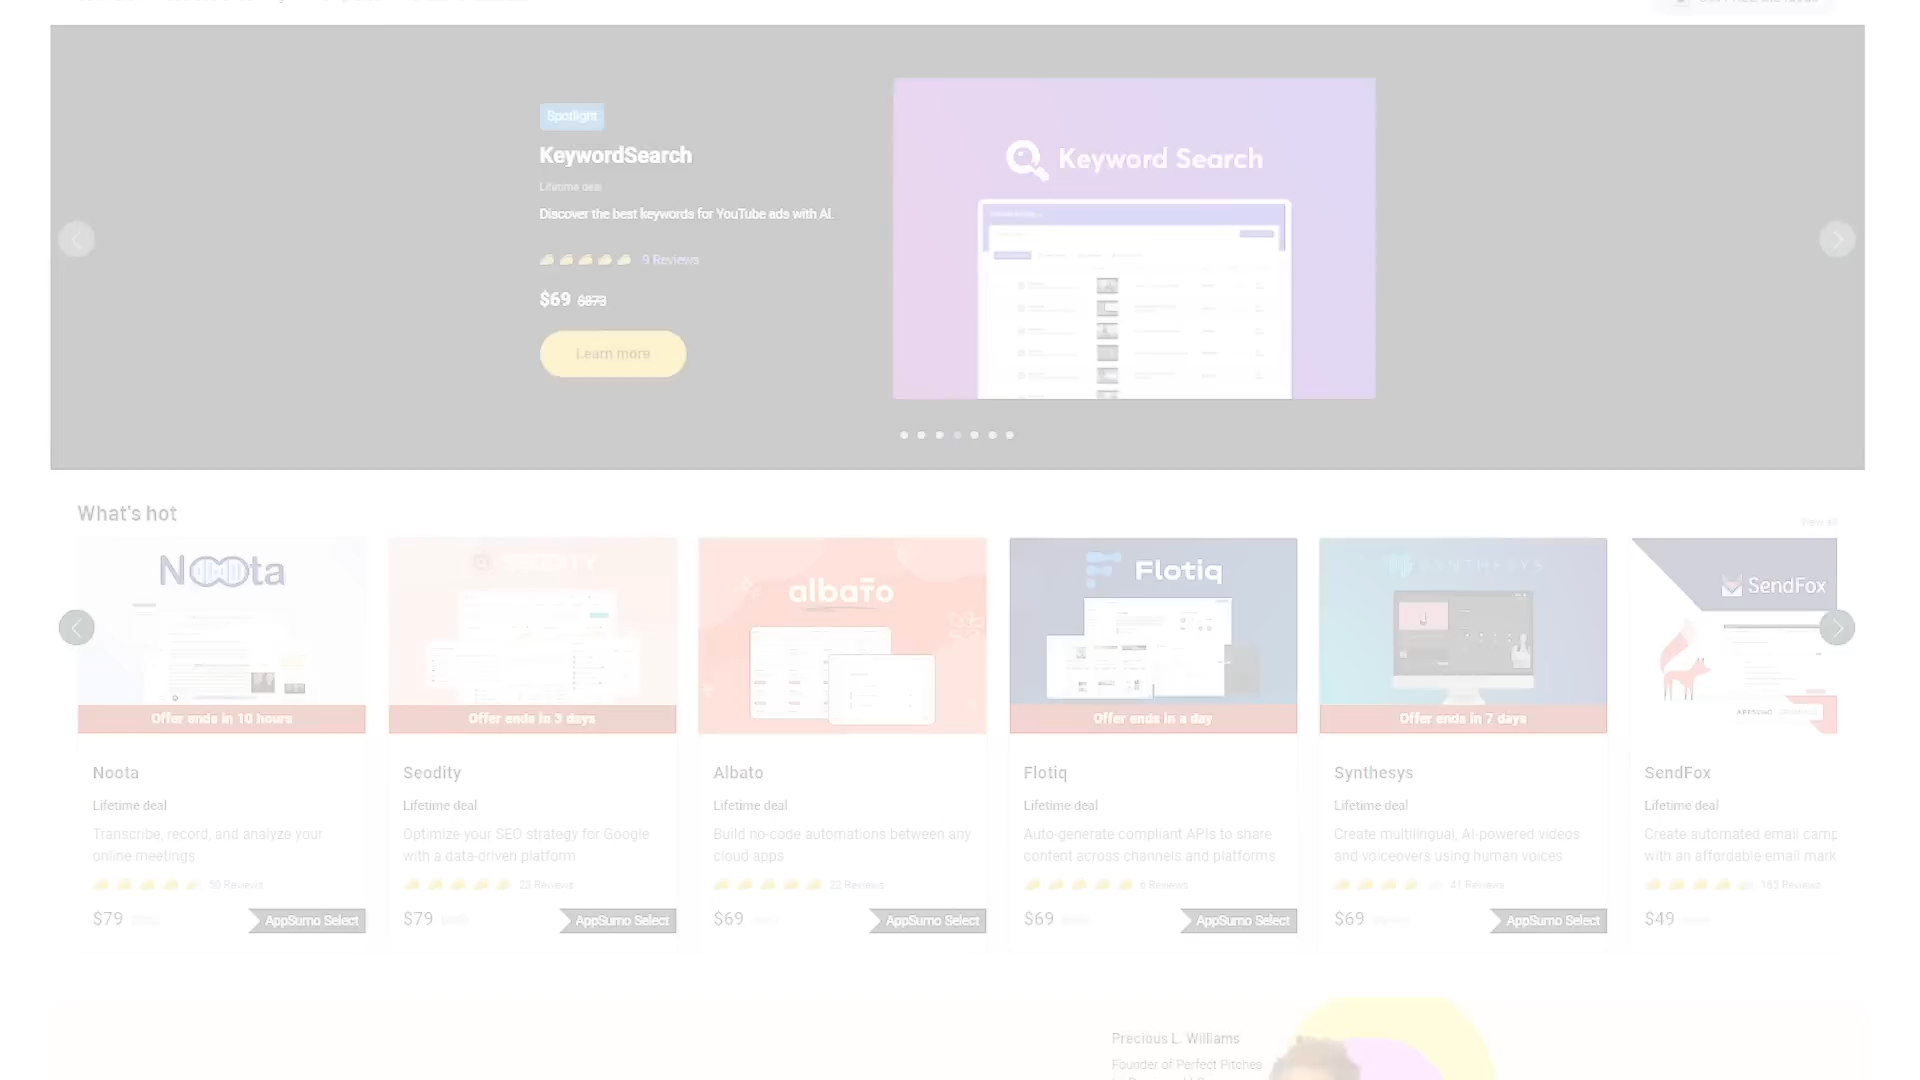 Spotlight
KeywordSearch
Lifetime deal
Discover the best keywords for YouTube ads with AI.
9 Reviews
$69 $873
Learn more
Keyword Search
What's hot
View all
Noota
Offer ends in 10 hours
Noota
Lifetime deal
Transcribe, record, and analyze your
online meetings
56 Reviews
$79
AppSumo Select
SEODITY
Offer ends in 3 days
Seodity
Lifetime deal
Optimize your SEO strategy for Google
with a data-driven platform
23 Reviews
$79
AppSumo Select
albato
Albato
Lifetime deal
Build no-code automations between any
cloud apps
22 Reviews
$69
AppSumo Select
Flotiq
Offer ends in a day
Flotiq
Lifetime deal
Auto-generate compliant APIs to share
content across channels and platforms
6 Reviews
$69
AppSumo Select
SYNTHESYS
Offer ends in 7 days
Synthesys
Lifetime deal
Create multilingual, AI-powered videos
and voiceovers using human voices
41 Reviews
$69
AppSumo Select
SendFox
APPSUMO
SendFox
Lifetime deal
Create automated email camp
with an affordable email mark
163 Reviews
$49
Precious L. Williams
Founder of Perfect Pitches